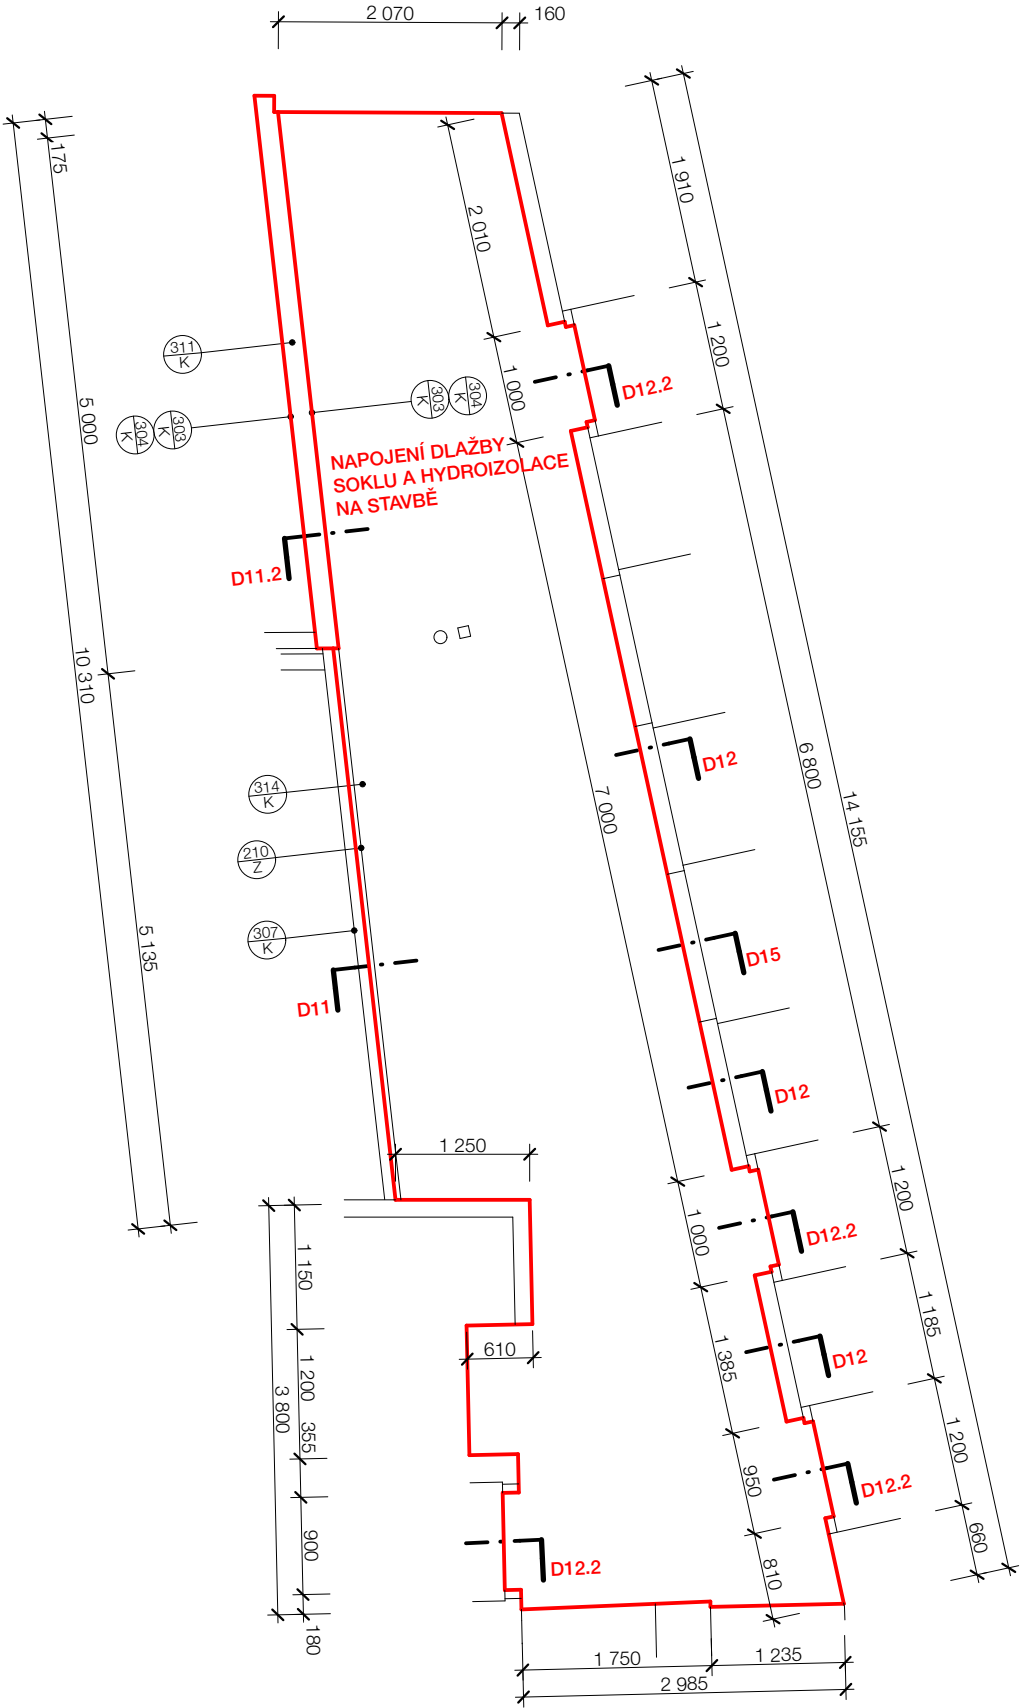 2 070
160
175
5 000
10 310
5 135
2 010
1 000
7 000
1 000
1 385
950
810
1 910
1 200
6 800
14 155
1 200
1 185
1 200
660
311
K
304
K
303
K
303
K
304
K
NAPOJENÍ DLAŽBY
SOKLU A HYDROIZOLACE
NA STAVBĚ
D12.2
D11.2
D12
314
K
210
Z
307
K
D15
D11
D12
1 250
D12.2
1 150
610
D12
1 200
3 800
355
D12.2
900
D12.2
180
1 750
1 235
2 985